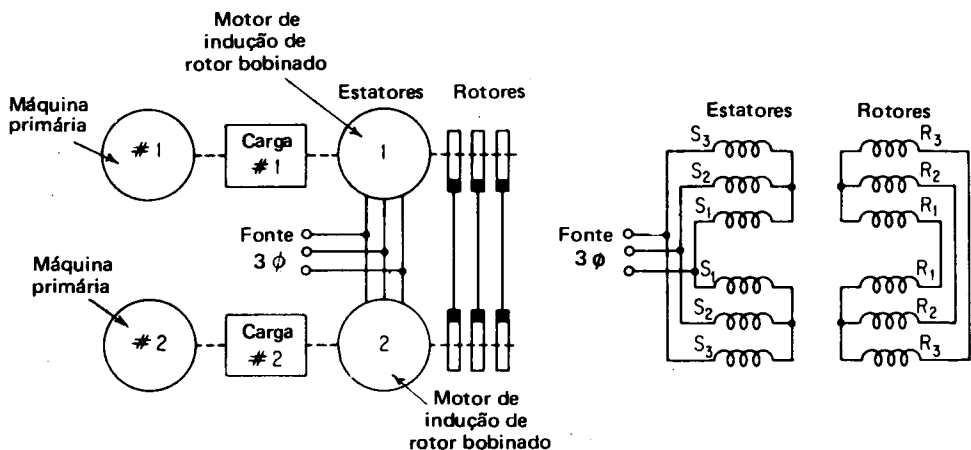 Motor de
indução de
rotor bobinado
Estatores
Rotores
Máquina
primária
# 1
Carga
# 1
1
Fonte
3 ϕ
Máquina
primária
# 2
Carga
# 2
2
Motor de
indução de
rotor bobinado
Estatores
Rotores
S3
R3
S2
R2
S1
R1
Fonte
3 φ
S1
R1
S2
R2
S3
R3